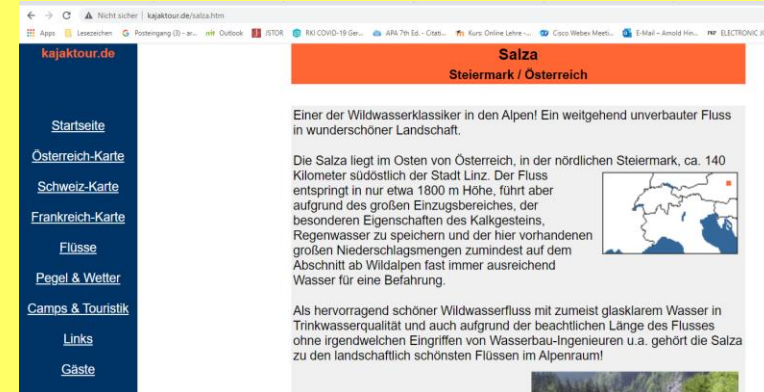 Nicht sicher | kajaktour.de/salza.htm
Apps Lesezeichen Posteingang (3) - ar... Outlook JSTOR RKI COVID-19 Ger... APA 7th Ed. - Citati... Kurs: Online Lehre -... Cisco Webex Meeti... E-Mail – Arnold Hin... ELECTRONIC
kajaktour.de
Salza
Steiermark / Österreich
Startseite
Österreich-Karte
Schweiz-Karte
Frankreich-Karte
Flüsse
Pegel & Wetter
Camps & Touristik
Links
Gäste
Einer der Wildwasserklassiker in den Alpen! Ein weitgehend unverbauter Fluss
in wunderschöner Landschaft.
Die Salza liegt im Osten von Österreich, in der nördlichen Steiermark, ca. 140
Kilometer südöstlich der Stadt Linz. Der Fluss
entspringt in nur etwa 1800 m Höhe, führt aber
aufgrund des großen Einzugsbereiches, der
besonderen Eigenschaften des Kalkgesteins,
Regenwasser zu speichern und der hier vorhandenen
großen Niederschlagsmengen zumindest auf dem
Abschnitt ab Wildalpen fast immer ausreichend
Wasser für eine Befahrung.
Als hervorragend schöner Wildwasserfluss mit zumeist glasklarem Wasser in
Trinkwasserqualität und auch aufgrund der beachtlichen Länge des Flusses
ohne irgendwelchen Eingriffen von Wasserbau-Ingenieuren u.a. gehört die Salza
zu den landschaftlich schönsten Flüssen im Alpenraum!